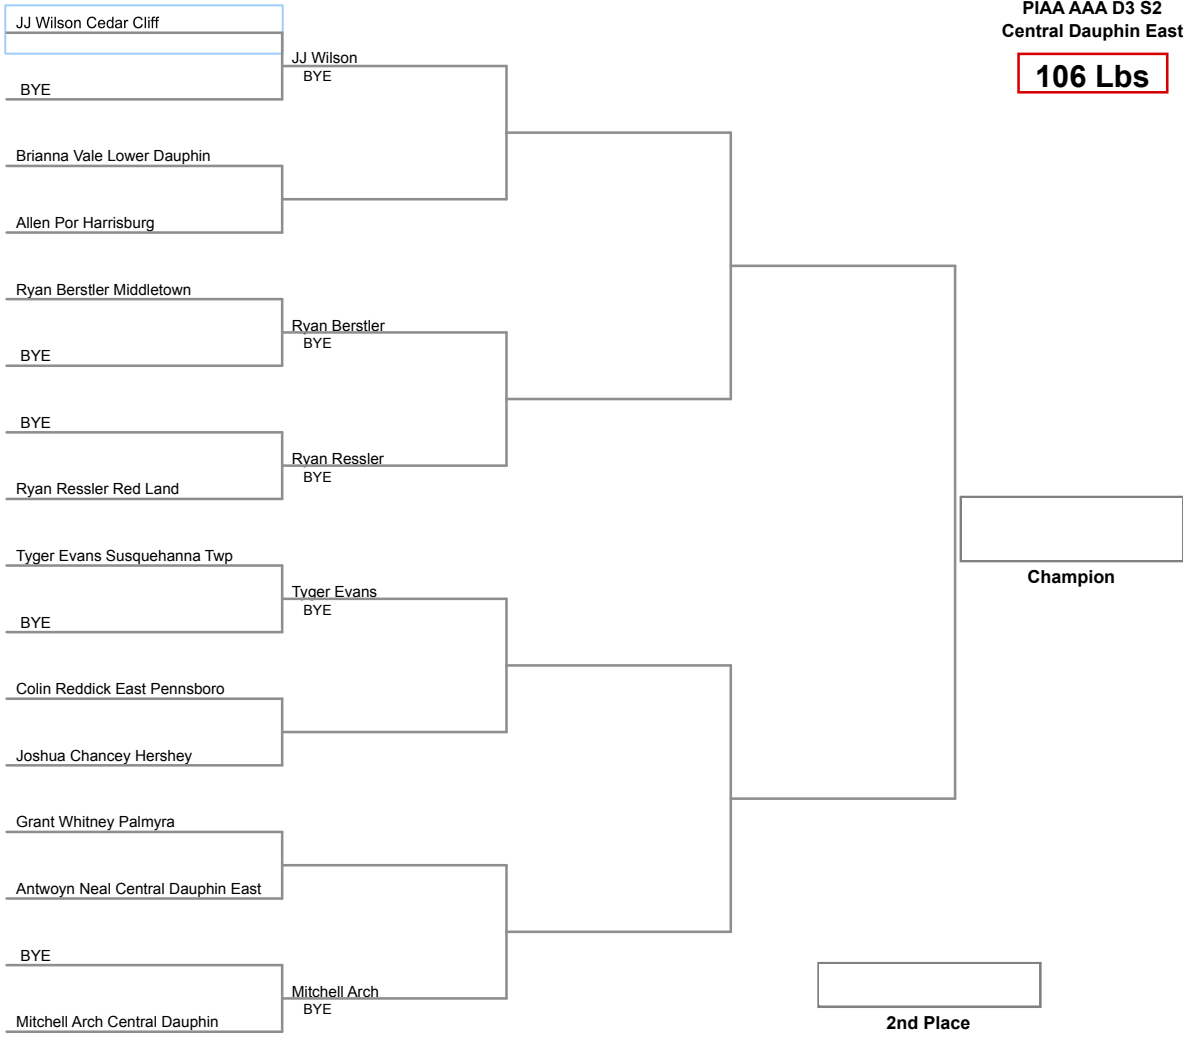 PIAA AAA D3 S2
Central Dauphin East
106 Lbs
JJ Wilson Cedar Cliff
JJ Wilson
BYE
BYE
Brianna Vale Lower Dauphin
Allen Por Harrisburg
Ryan Berstler Middletown
Ryan Berstler
BYE
BYE
BYE
Ryan Ressler
BYE
Ryan Ressler Red Land
Tyger Evans Susquehanna Twp
Tyger Evans
BYE
BYE
Colin Reddick East Pennsboro
Joshua Chancey Hershey
Grant Whitney Palmyra
Antwoyn Neal Central Dauphin East
BYE
Mitchell Arch
BYE
Mitchell Arch Central Dauphin
Champion
2nd Place